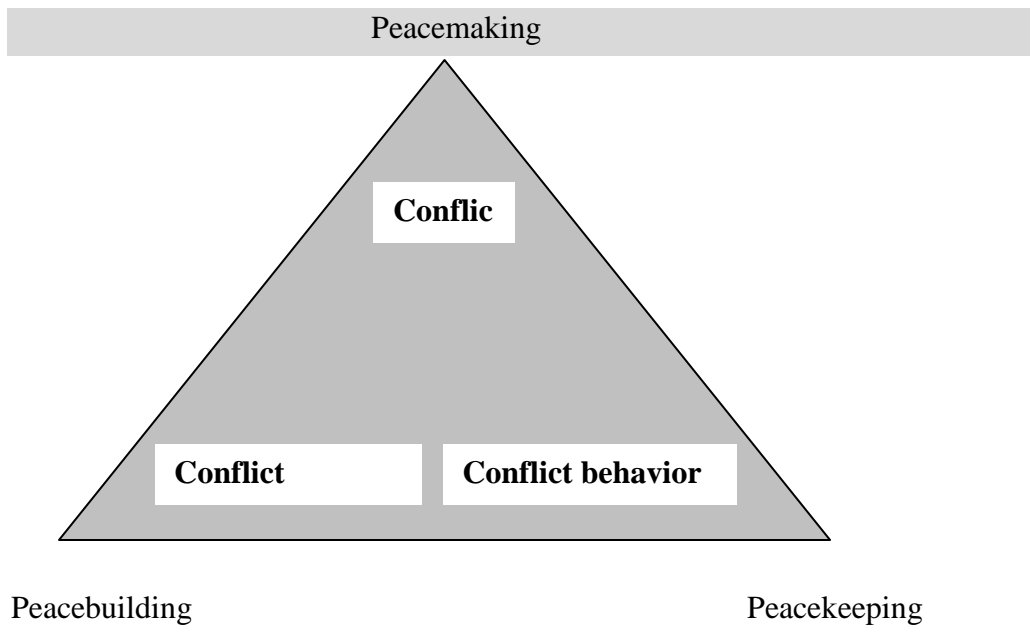 Peacemaking
Conflic
Conflict
Conflict behavior
Peacebuilding
Peacekeeping